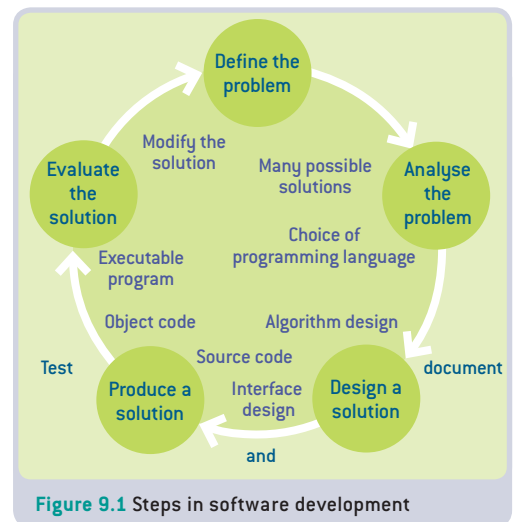 Define the
problem
Modify the
solution
Many possible
solutions
Evaluate
the
solution
Analyse
the
problem
Choice of
programming language
Executable
program
Object code
Algorithm design
Source code
Test
document
Produce a
solution
Interface
design
Design a
solution
and
Figure 9.1 Steps in software development